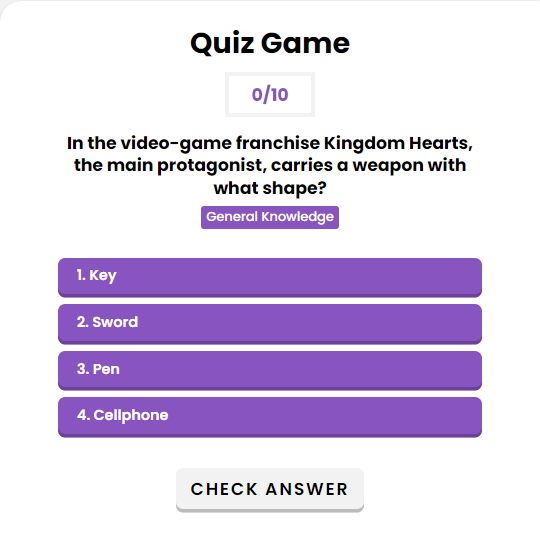 Quiz Game
0/10
In the video-game franchise Kingdom Hearts,
the main protagonist, carries a weapon with
what shape?
General Knowledge
1. Key
2. Sword
3. Pen
4. Cellphone
CHECK ANSWER